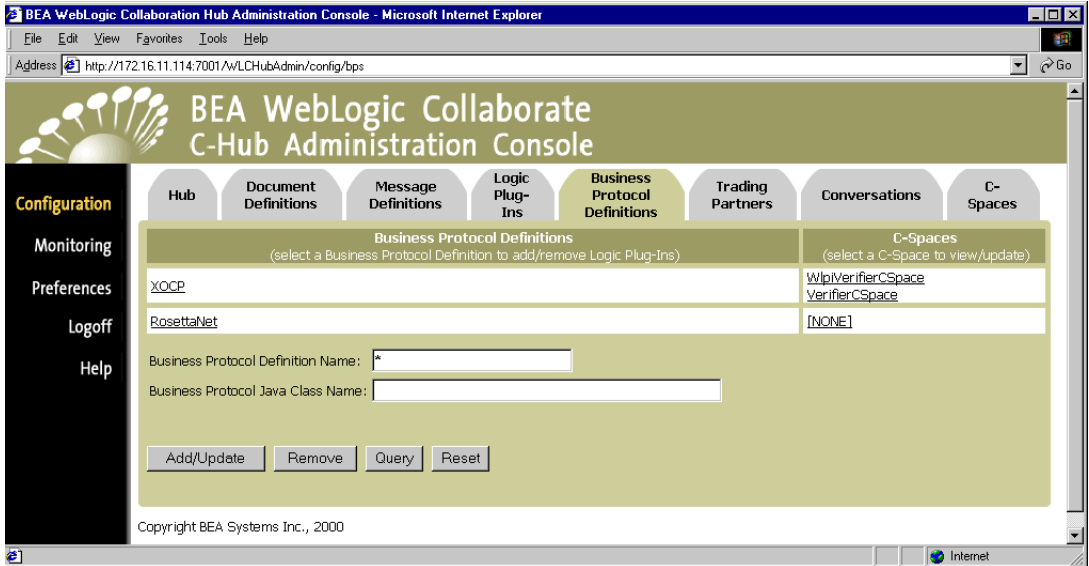 BEA WebLogic Collaboration Hub Administration Console - Microsoft Internet Explorer
File Edit View Favorites Tools Help
Address http://172.16.11.114:7001/WLCHubAdmin/config/bps Go
BEA WebLogic Collaborate
C-Hub Administration Console
Configuration
Monitoring
Preferences
Logoff
Help
Hub
Document
Definitions
Message
Definitions
Logic
Plug-
Ins
Business
Protocol
Definitions
Trading
Partners
Conversations
C-
Spaces
Business Protocol Definitions
(select a Business Protocol Definition to add/remove Logic Plug-Ins)
C-Spaces
(select a C-Space to view/update)
XOCP
WlpiVerifierCSpace
VerifierCSpace
RosettaNet
[NONE]
Business Protocol Definition Name: *
Business Protocol Java Class Name:
Add/Update Remove Query Reset
Copyright BEA Systems Inc., 2000
Internet